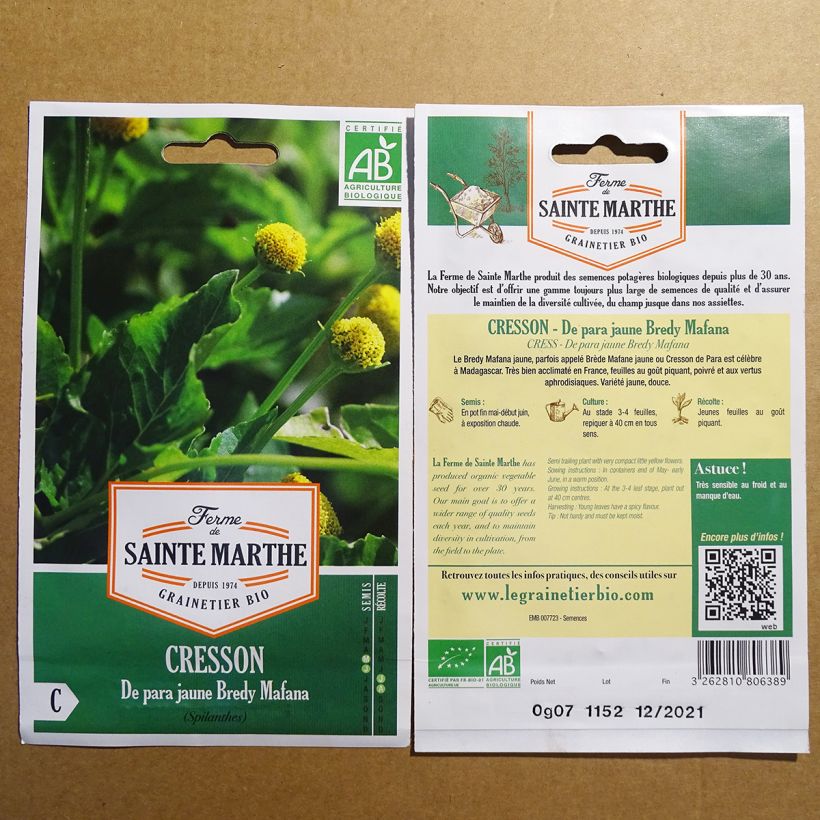 CERTIFIÉ
AB
AGRICULTURE
BIOLOGIQUE
Ferme
de
SAINTE MARTHE
DEPUIS 1974
GRAINETIER BIO
CRESSON
De para jaune Bredy Mafana
(Spilanthes)
C
SEMIS
J F M A M J J A S O N D
RÉCOLTE
J F M A M J J A S O N D
Ferme
de
SAINTE MARTHE
DEPUIS 1974
GRAINETIER BIO
La Ferme de Sainte Marthe produit des semences potagères biologiques depuis plus de 30 ans.
Notre objectif est d'offrir une gamme toujours plus large de semences de qualité et d'assurer
le maintien de la diversité cultivée, du champ jusque dans nos assiettes.
CRESSON - De para jaune Bredy Mafana
CRESS - De para jaune Bredy Mafana
Le Bredy Mafana jaune, parfois appelé Brède Mafane jaune ou Cresson de Para est célèbre
à Madagascar. Très bien acclimaté en France, feuilles au goût piquant, poivré et aux vertus
aphrodisiaques. Variété jaune, douce.
Semis :
En pot fin mai-début juin,
à exposition chaude.
Culture :
Au stade 3-4 feuilles,
repiquer à 40 cm en tous
sens.
Récolte :
Jeunes feuilles au goût
piquant.
La Ferme de Sainte Marthe has
produced organic vegetable
seed for over 30 years.
Our main goal is to offer a
wider range of quality seeds
each year, and to maintain
diversity in cultivation, from
the field to the plate.
Semi trailing plant with very compact little yellow flowers.
Sowing instructions : In containers end of May- early
June, in a warm position.
Growing instructions : At the 3-4 leaf stage, plant out
at 40 cm centres.
Harvesting : Young leaves have a spicy flavour.
Tip : Not hardy and must be kept moist.
Astuce !
Très sensible au froid et au
manque d'eau.
Encore plus d'infos !
web
Retrouvez toutes les infos pratiques, des conseils utiles sur
www.legrainetierbio.com
EMB 007723 - Semences
CERTIFIÉ PAR FR-BIO-01
AGRICULTURE UE
CERTIFIÉ
AB
AGRICULTURE
BIOLOGIQUE
Poids Net
Lot
Fin
3 262810 806389
0g07 1152 12/2021